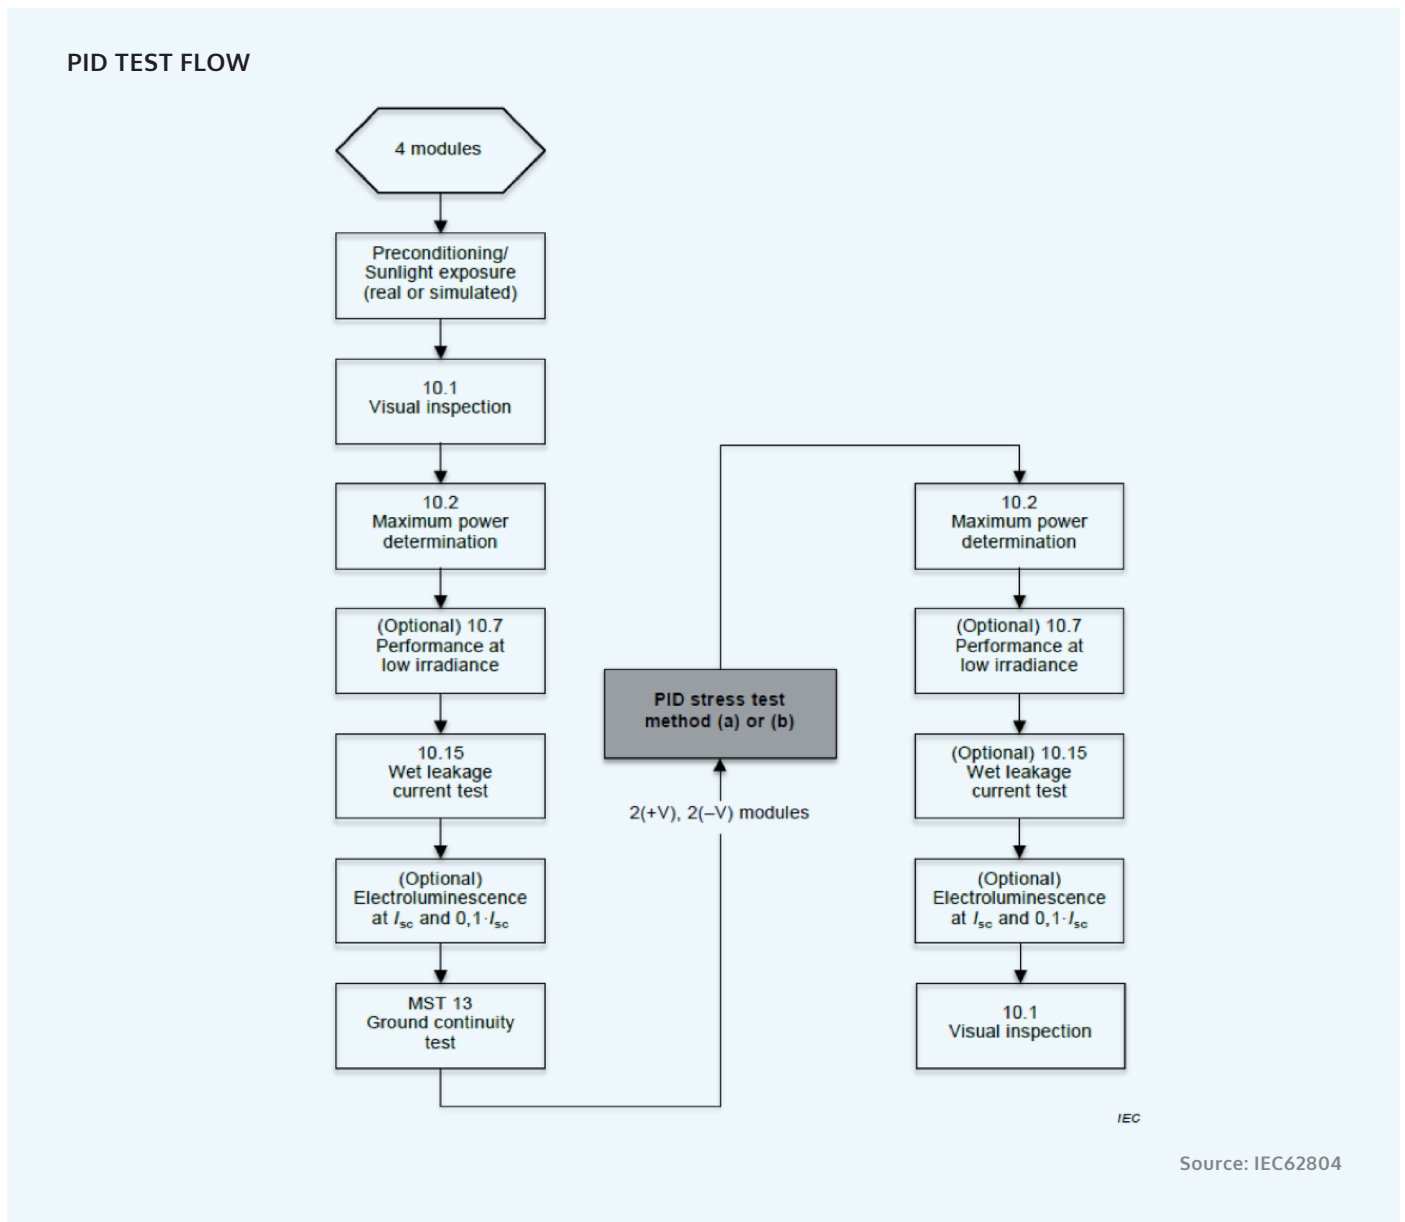 PID TEST FLOW
4 modules
Preconditioning/
Sunlight exposure
(real or simulated)
10.1
Visual inspection
10.2
Maximum power
determination
(Optional) 10.7
Performance at
low irradiance
10.15
Wet leakage
current test
(Optional)
Electroluminescence
at Isc and 0,1·Isc
MST 13
Ground continuity
test
PID stress test
method (a) or (b)
2(+V), 2(–V) modules
10.2
Maximum power
determination
(Optional) 10.7
Performance at
low irradiance
(Optional) 10.15
Wet leakage
current test
(Optional)
Electroluminescence
at Isc and 0,1·Isc
10.1
Visual inspection
IEC
Source: IEC62804